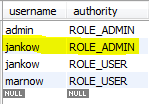 username authority
admin ROLE_ADMIN
jankow ROLE_ADMIN
jankow ROLE_USER
marnow ROLE_USER
NULL NULL